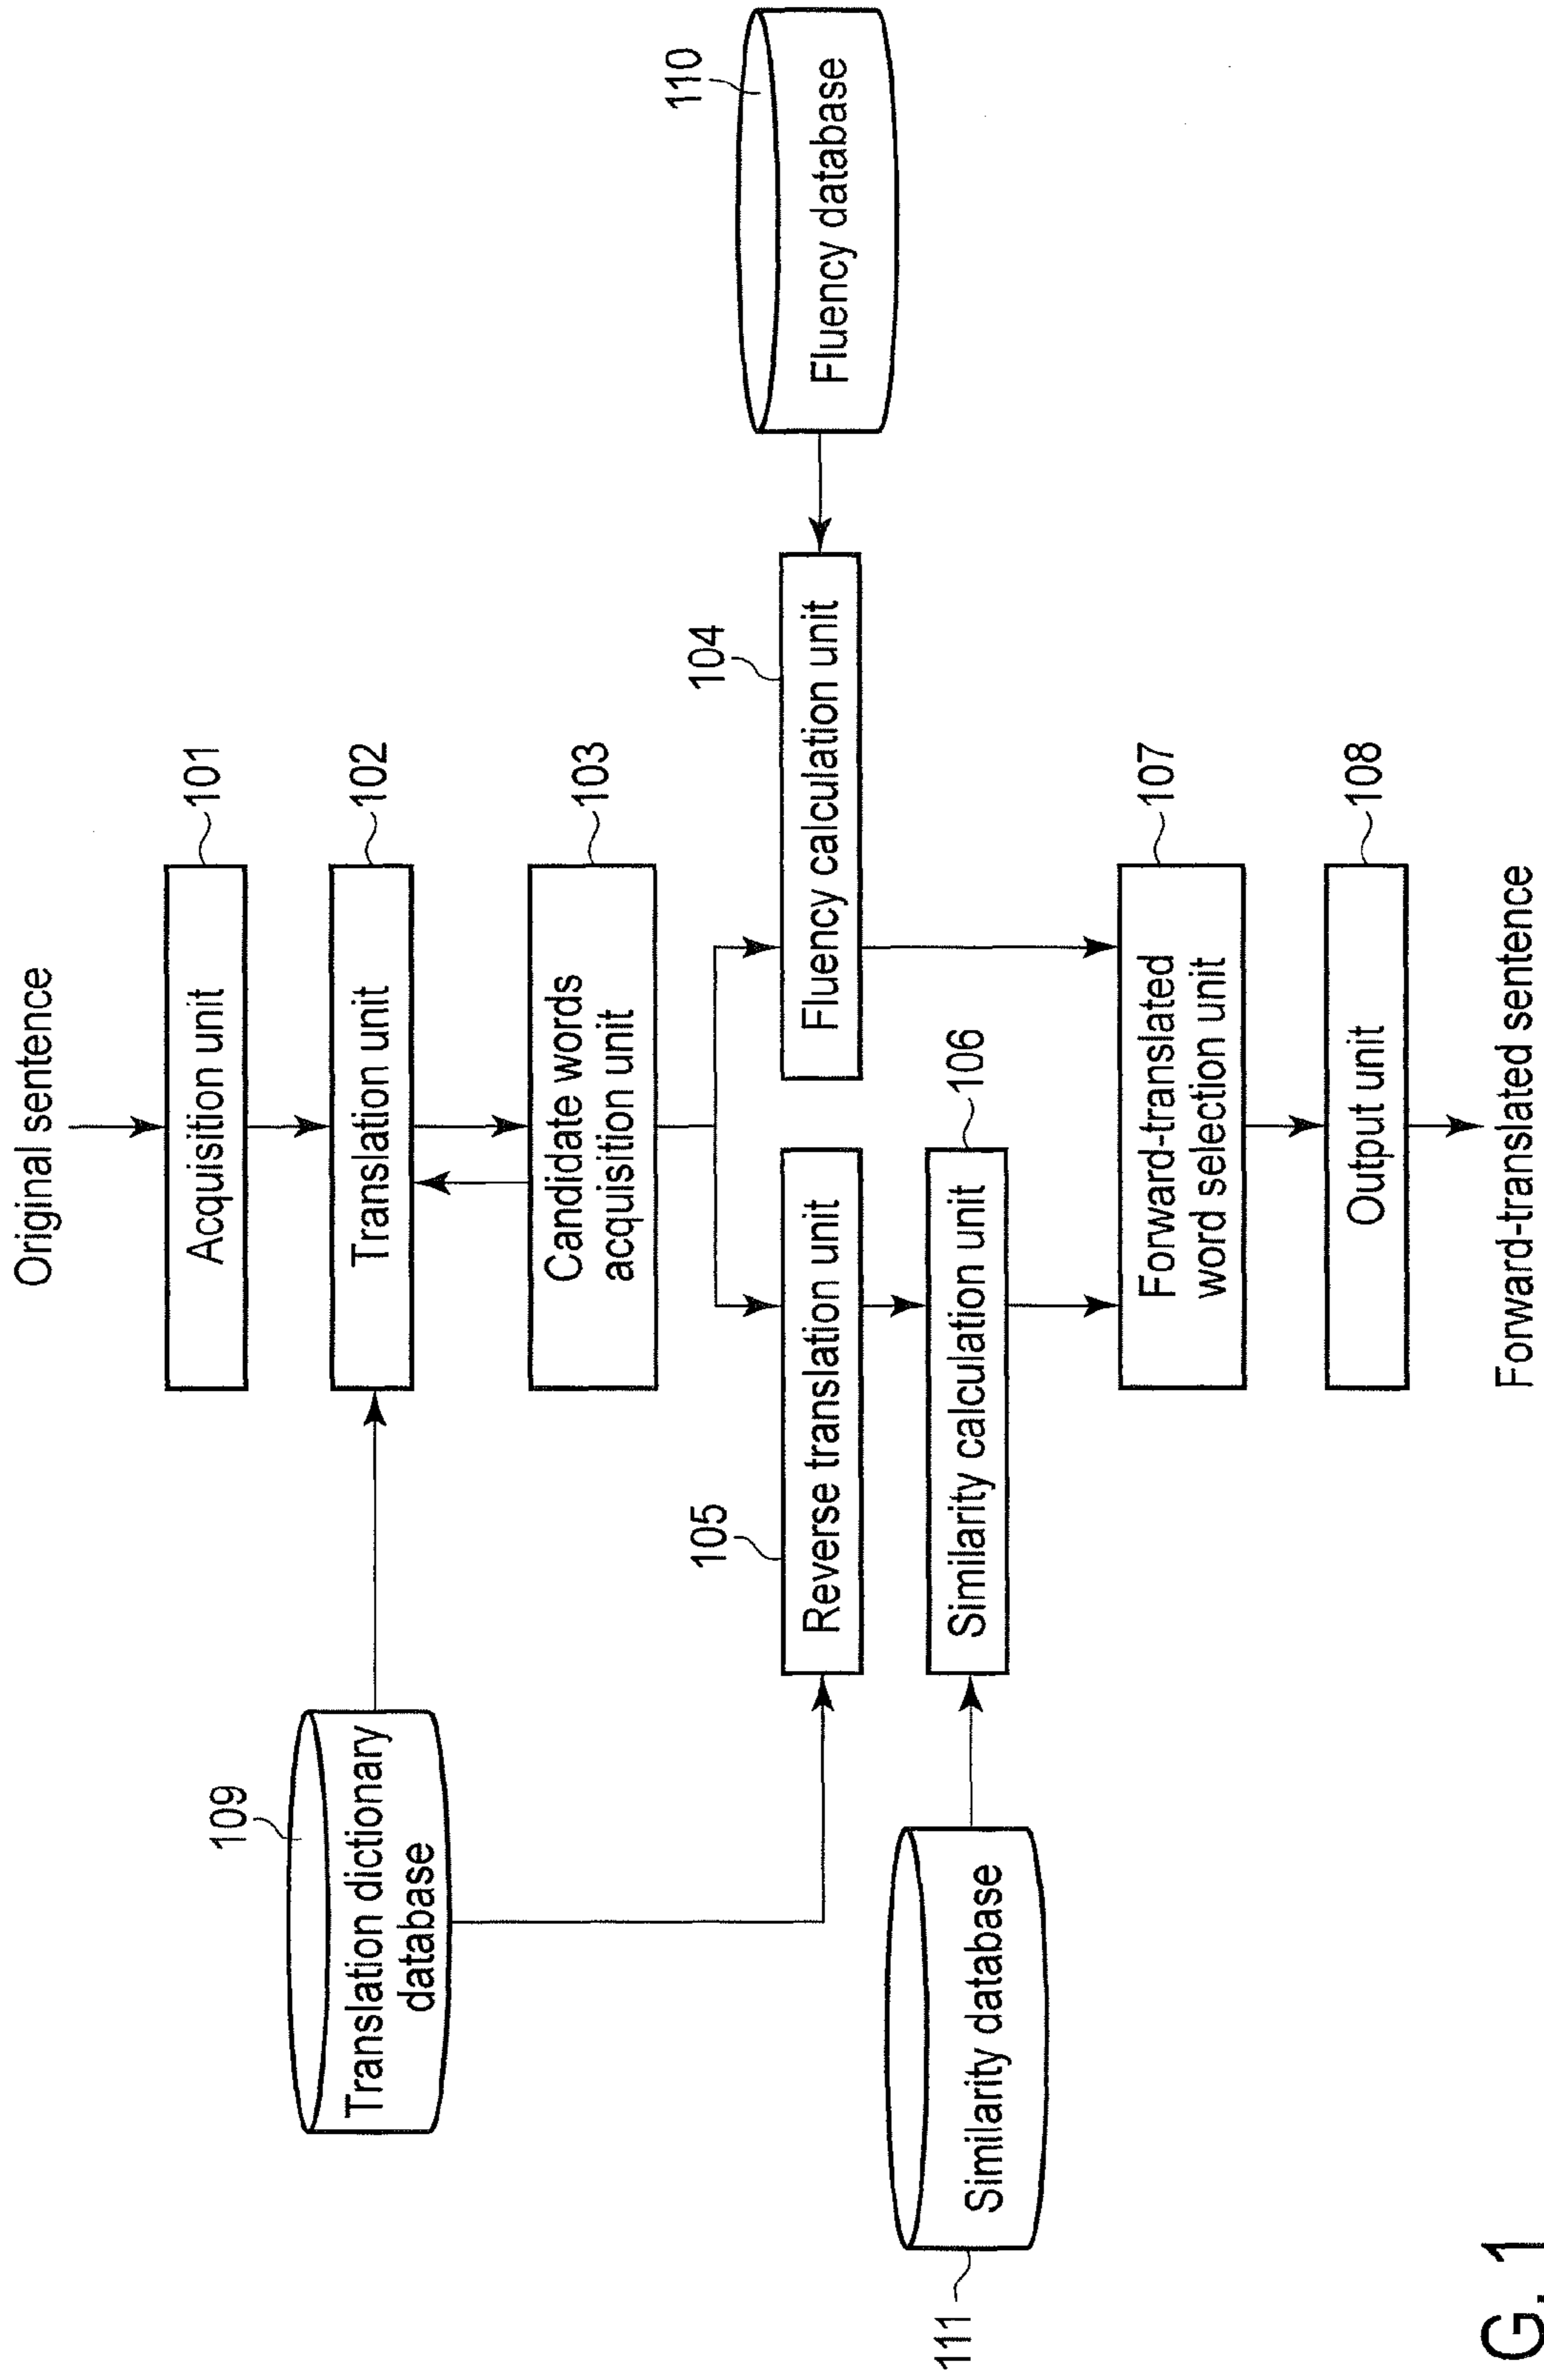 Original sentence
Acquisition unit
101
109
Translation dictionary
database
Translation unit
102
Candidate words
acquisition unit
103
105
Reverse translation unit
104
Fluency calculation unit
110
Fluency database
111
Similarity database
Similarity calculation unit
106
Forward-translated
word selection unit
107
Output unit
108
Forward-translated sentence
G. 1